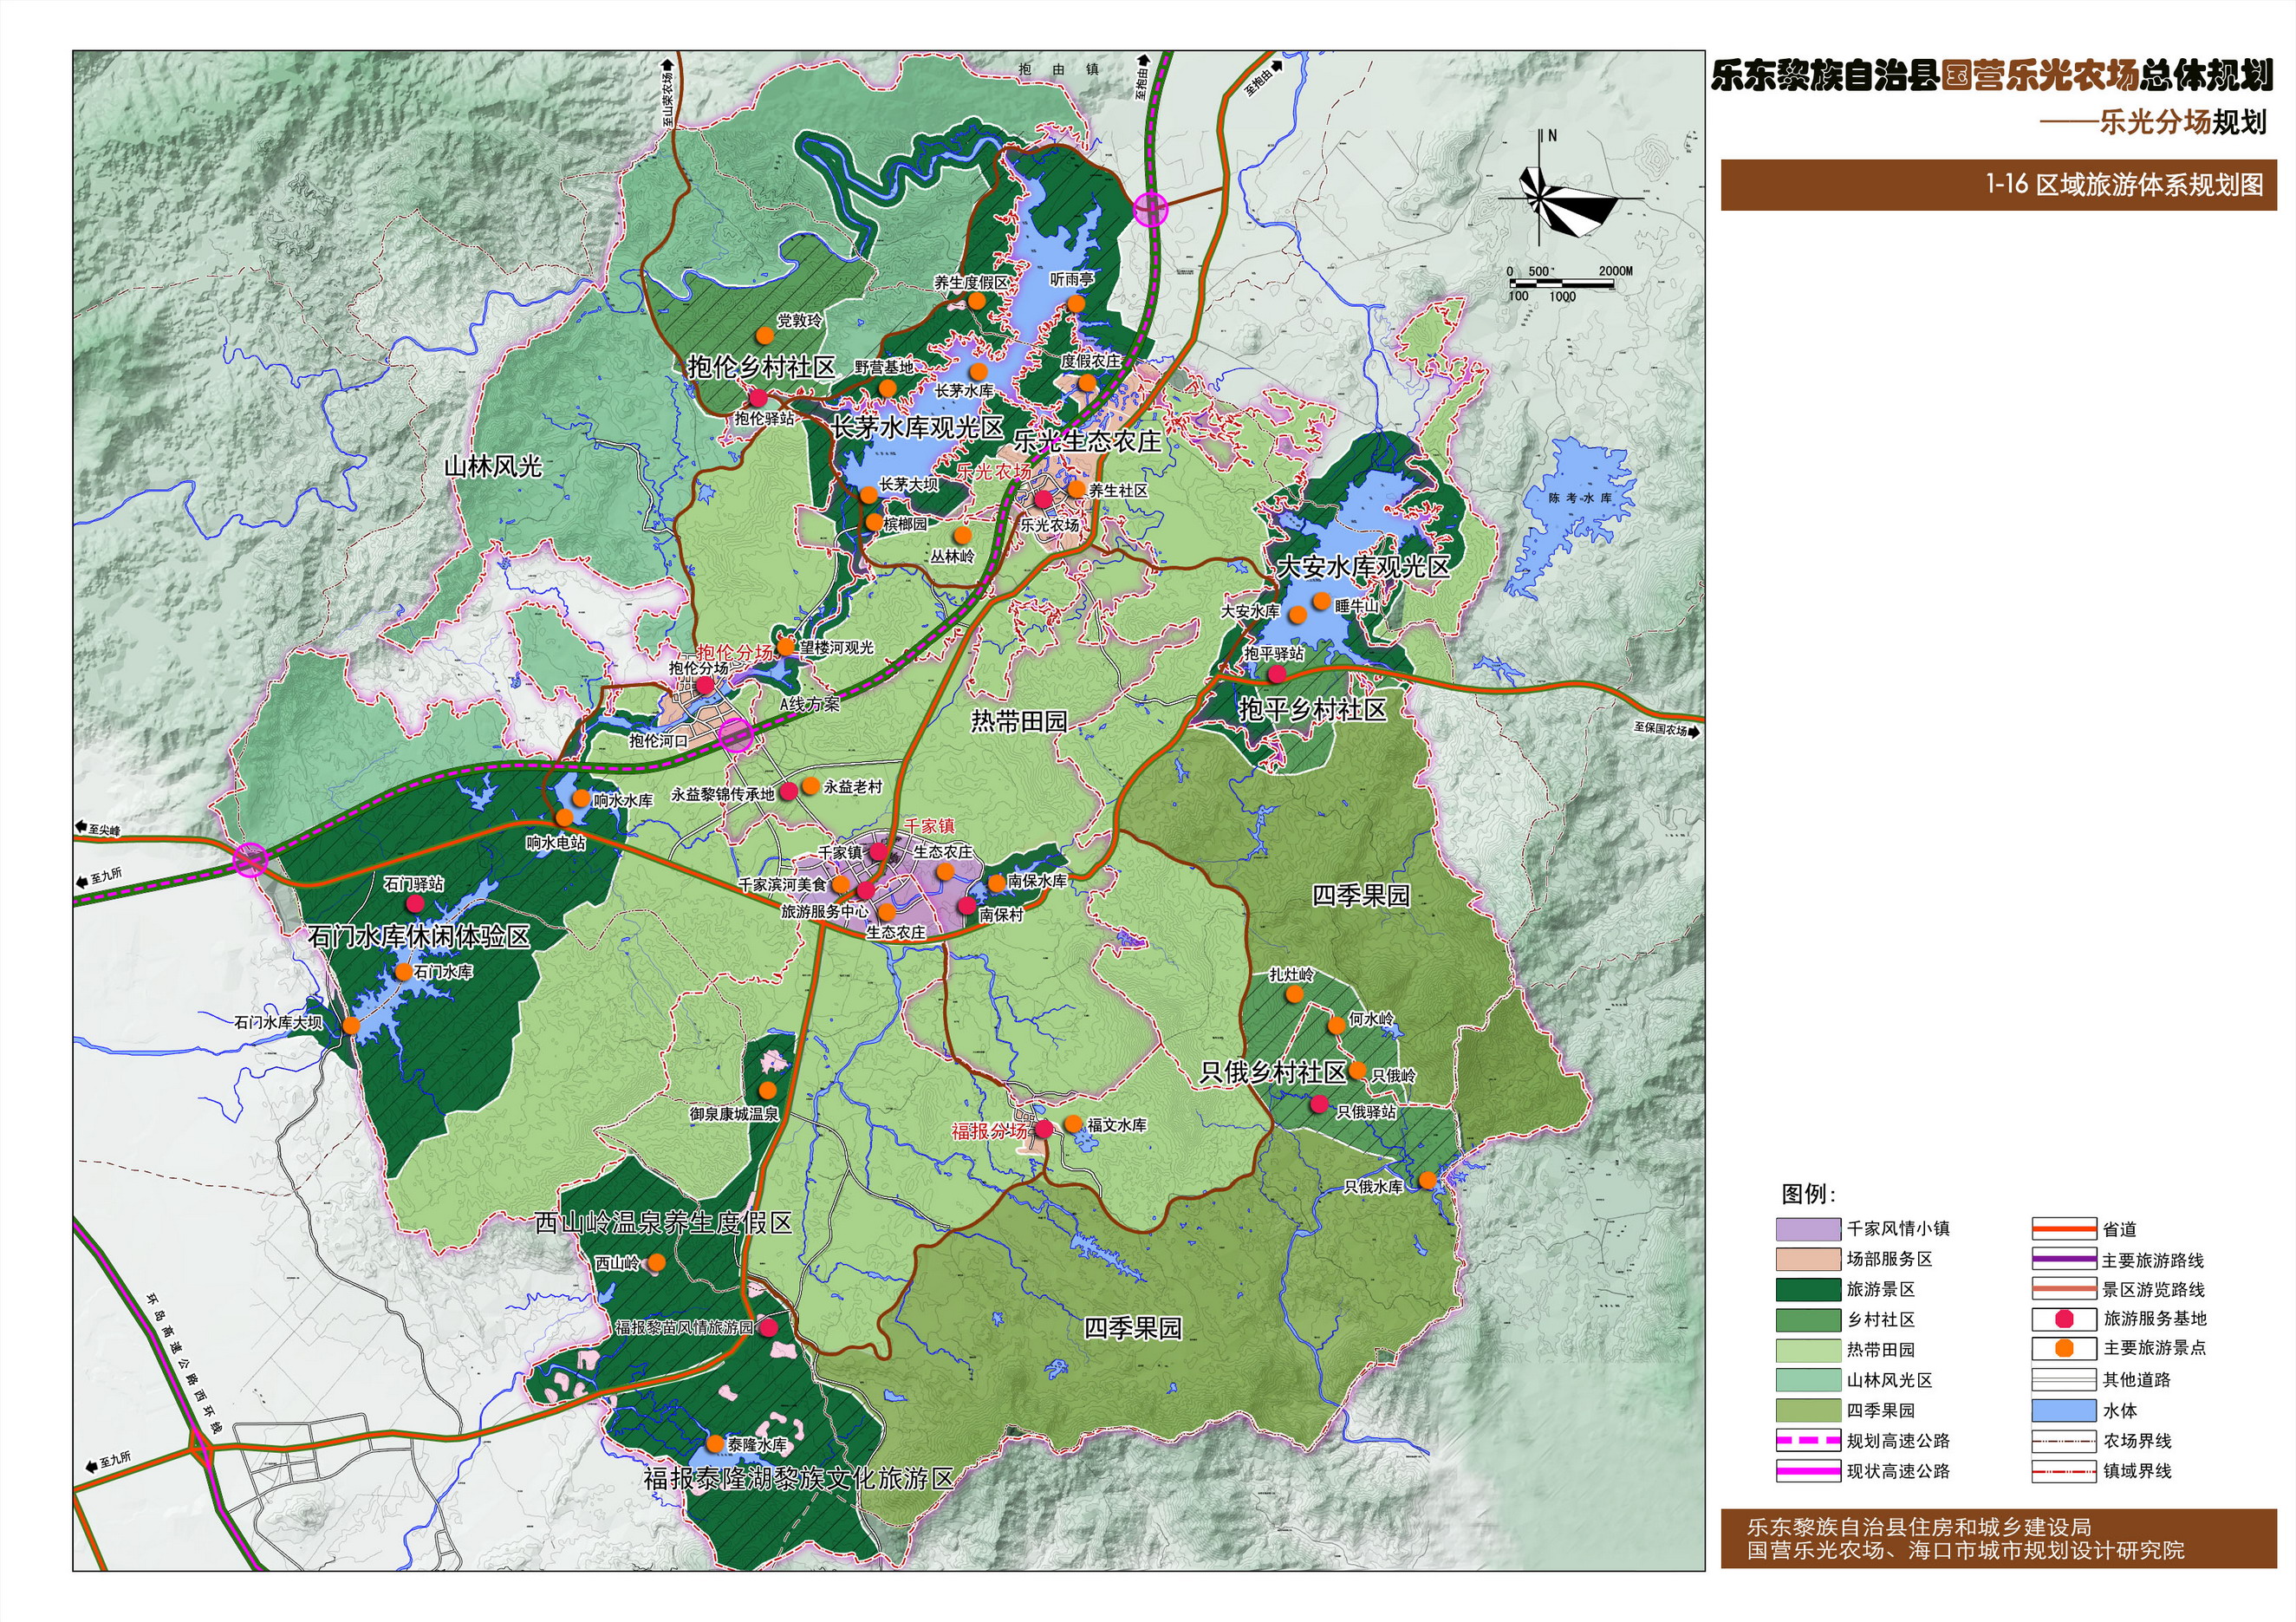 乐东黎族自治县国营乐光农场总体规划
——乐光分场规划
1-16 区域旅游体系规划图
抱 由 镇
至山荣农场
至抱由
至抱由
N
0 500 2000M
100 1000
养生度假区
听雨亭
党敦玲
抱伦乡村社区
野营基地
长茅水库
度假农庄
抱伦驿站
长茅水库观光区
乐光生态农庄
山林风光
乐光农场
长茅大坝
养生社区
陈考水库
槟榔园
乐光农场
丛林岭
大安水库观光区
大安水库
睡牛山
望楼河观光
抱伦分场
抱伦分场
抱平驿站
A线方案
热带田园
抱平乡村社区
至保国农场
抱伦河口
永益黎锦传承地
永益老村
响水水库
响水电站
至尖峰
至九所
千家镇
千家镇
生态农庄
石门驿站
千家滨河美食
南保水库
旅游服务中心
南保村
生态农庄
四季果园
石门水库休闲体验区
石门水库
扎灶岭
石门水库大坝
何水岭
只俄乡村社区
只俄岭
御泉康城温泉
只俄驿站
福报分场
福文水库
只俄水库
西山岭温泉养生度假区
西山岭
环岛高速公路西环线
福报黎苗风情旅游园
四季果园
至九所
泰隆水库
福报泰隆湖黎族文化旅游区
图例：
千家风情小镇
场部服务区
旅游景区
乡村社区
热带田园
山林风光区
四季果园
规划高速公路
现状高速公路
省道
主要旅游路线
景区游览路线
旅游服务基地
主要旅游景点
其他道路
水体
农场界线
镇域界线
乐东黎族自治县住房和城乡建设局
国营乐光农场、海口市城市规划设计研究院